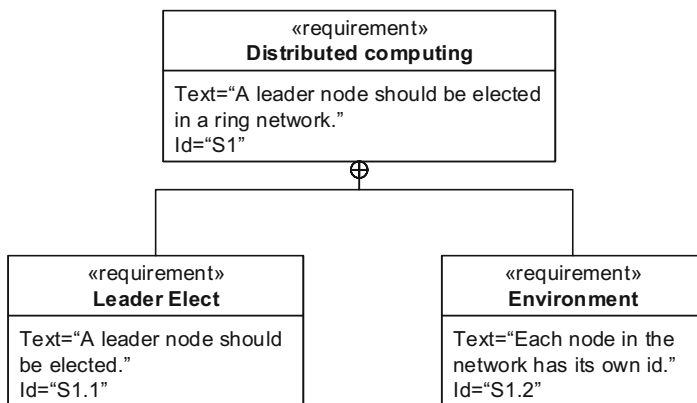 «requirement»
Distributed computing
Text=“A leader node should be elected
in a ring network.”
Id=“S1”
«requirement»
Leader Elect
Text=“A leader node should
be elected.”
Id=“S1.1”
«requirement»
Environment
Text=“Each node in the
network has its own id.”
Id=“S1.2”